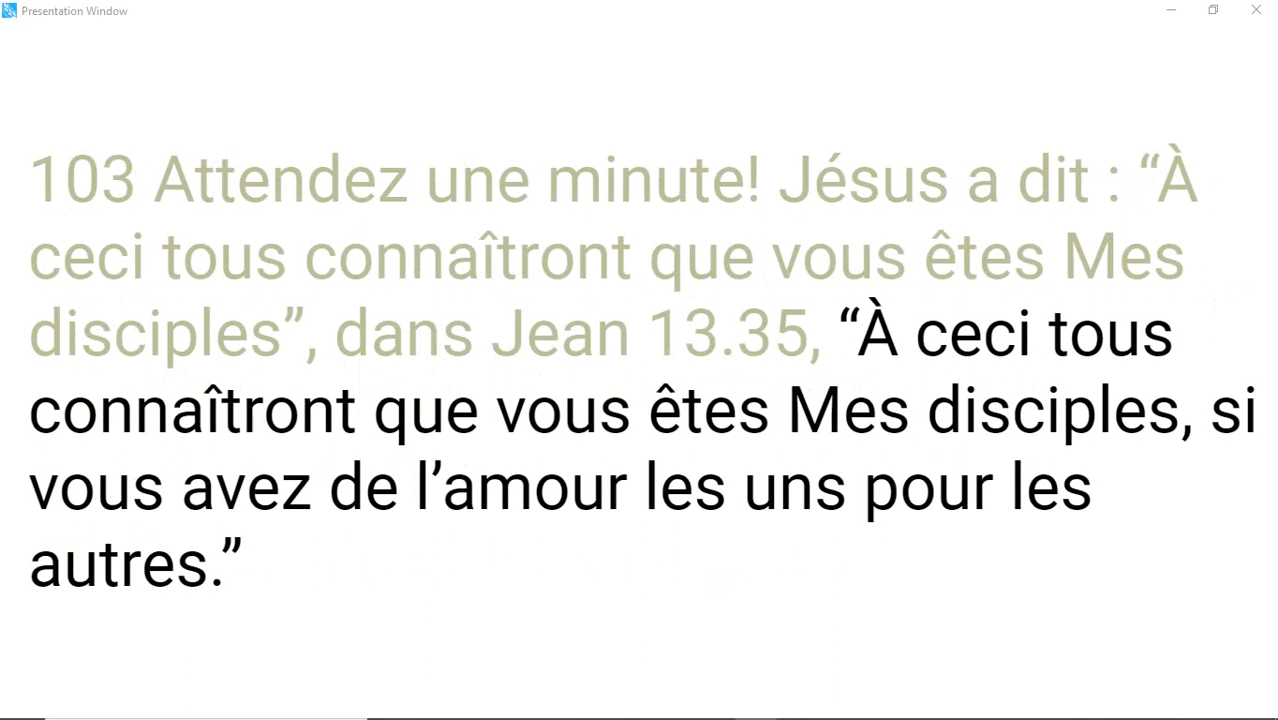 Presentation Window
103 Attendez une minute! Jésus a dit : “À
ceci tous connaîtront que vous êtes Mes
disciples”, dans Jean 13.35, “À ceci tous
connaîtront que vous êtes Mes disciples, si
vous avez de l’amour les uns pour les
autres.”